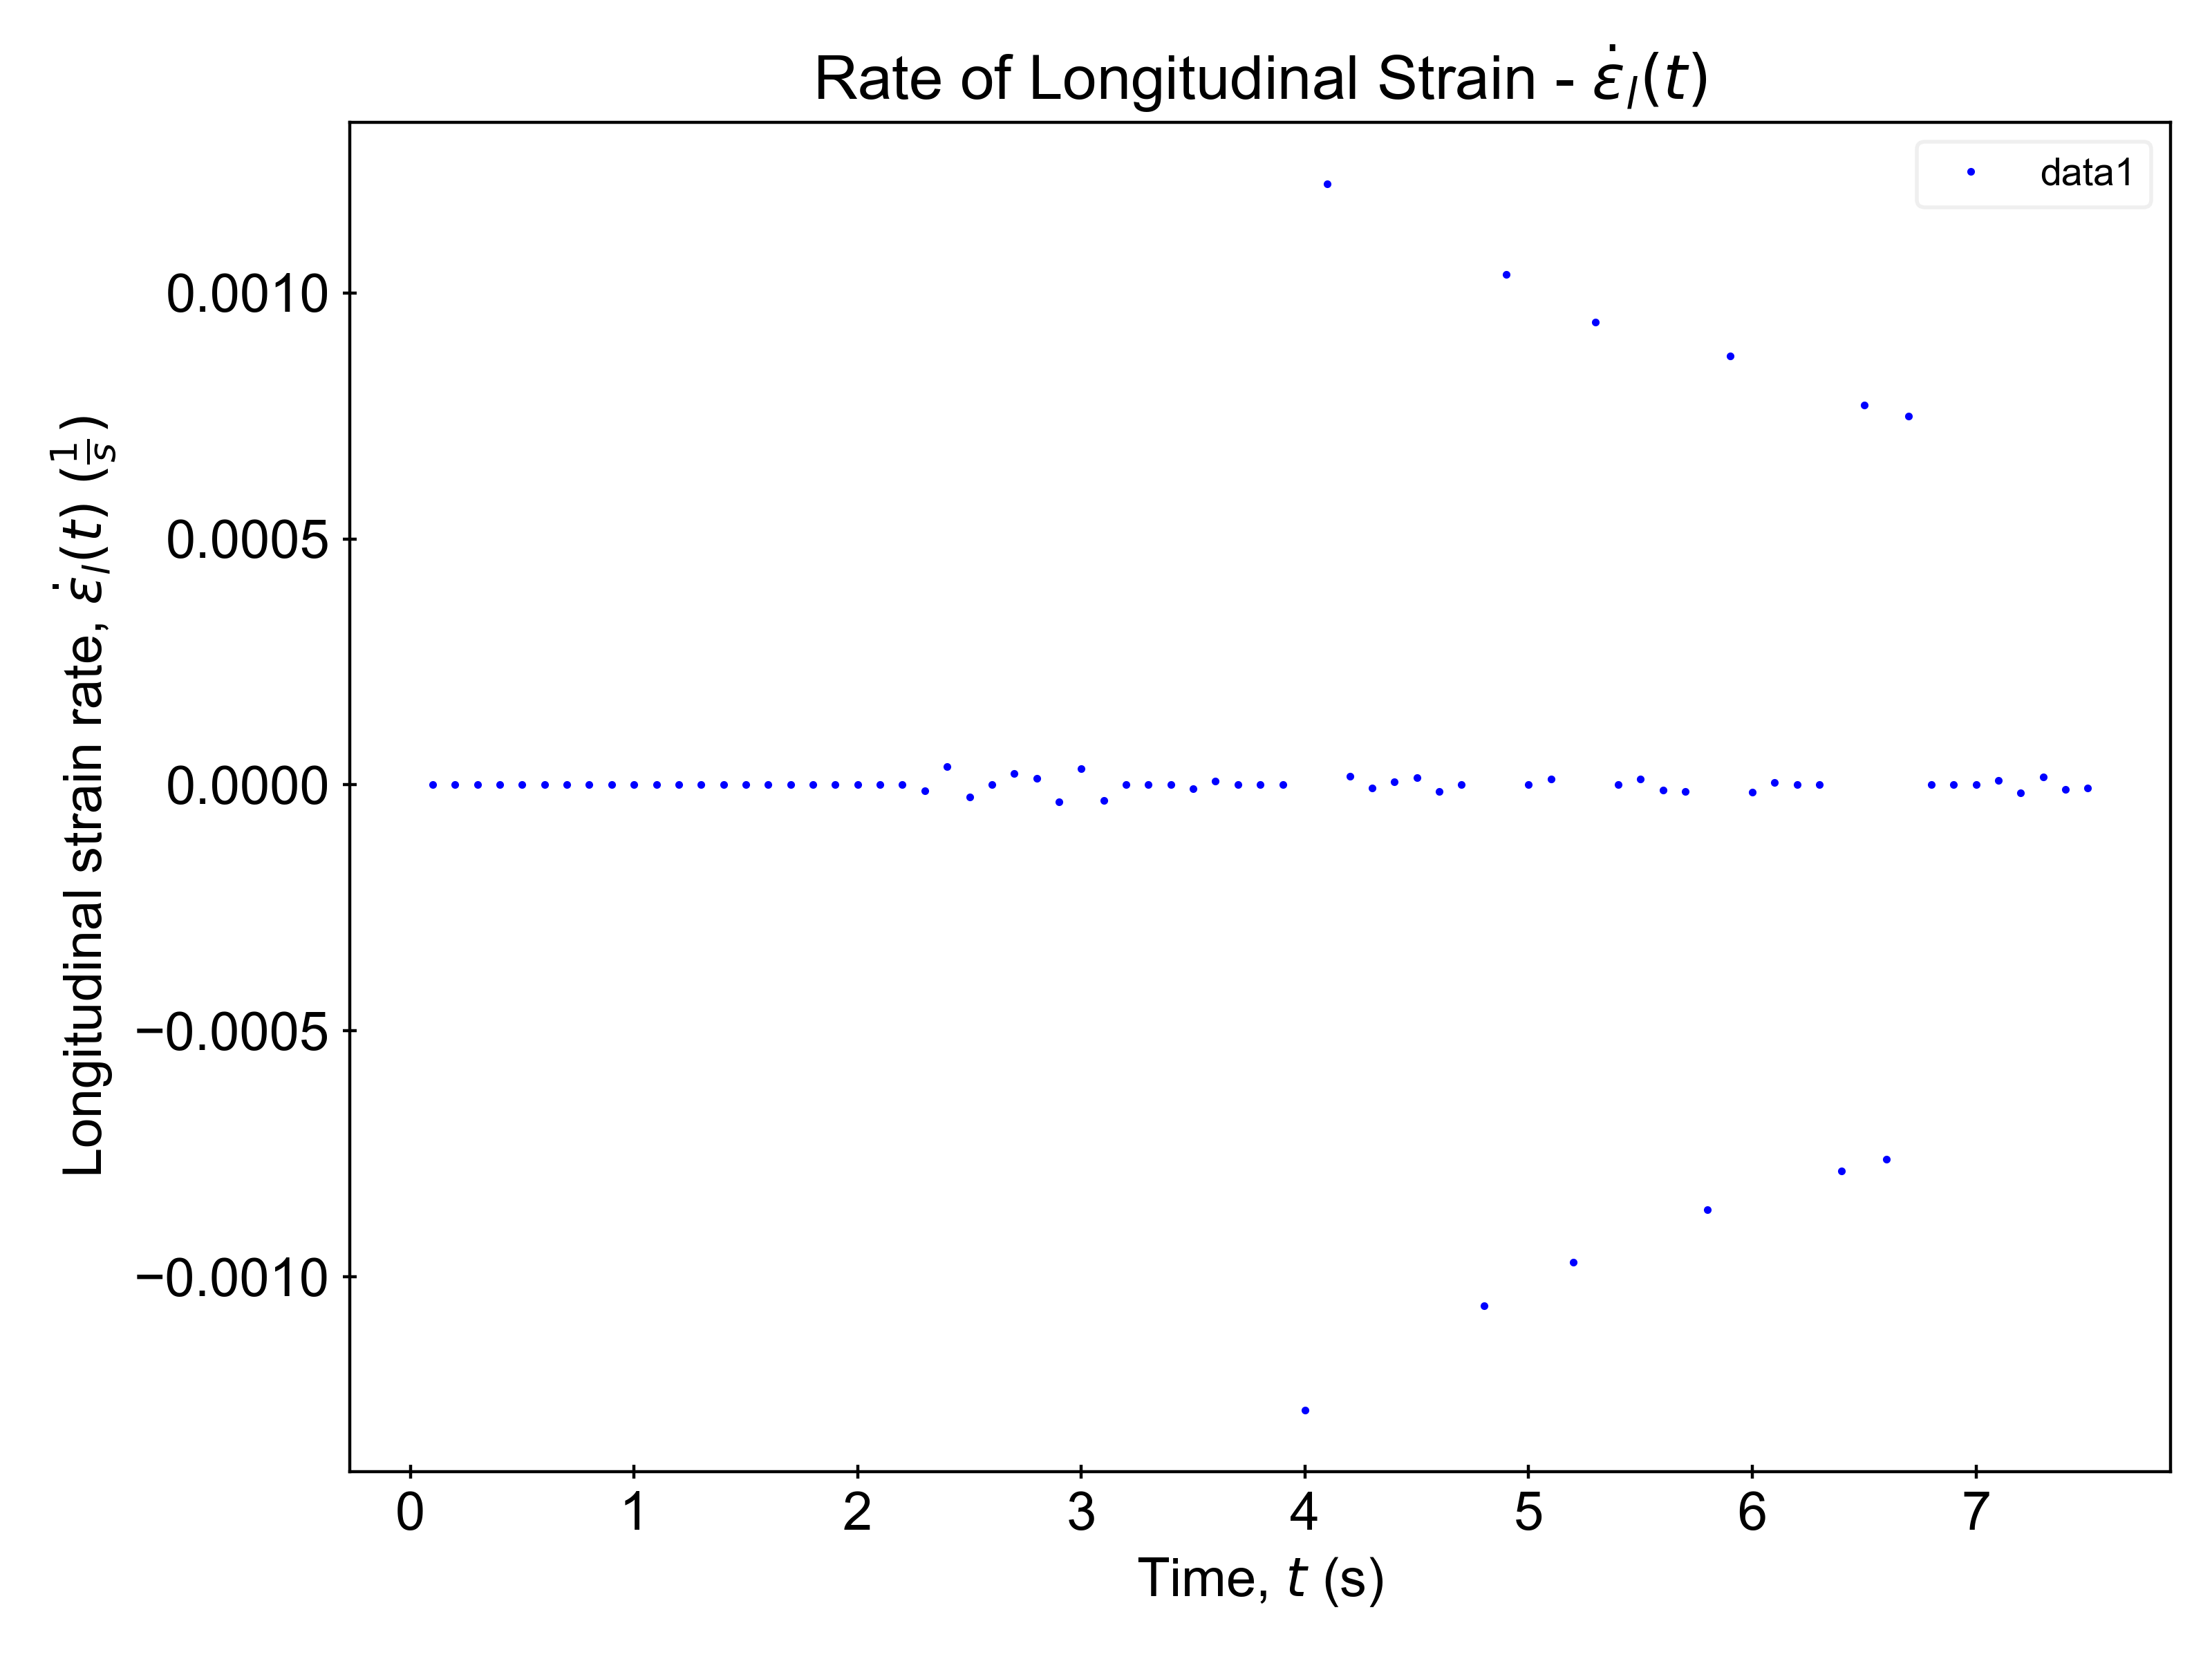 Rate of Longitudinal Strain - ε̇ₗ(t)
data1
Longitudinal strain rate, ε̇ₗ(t) (1/s)
0.0010
0.0005
0.0000
−0.0005
−0.0010
0 1 2 3 4 5 6 7
Time, t (s)